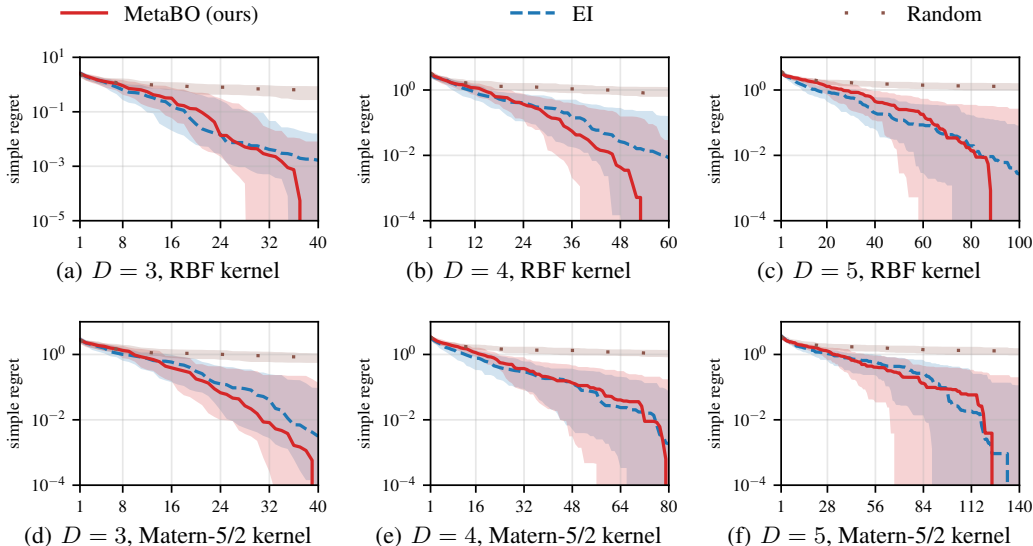 MetaBO (ours) EI Random
simple regret
10^1
10^-1
10^-3
10^-5
1 8 16 24 32 40
(a) D = 3, RBF kernel
simple regret
10^0
10^-2
10^-4
1 12 24 36 48 60
(b) D = 4, RBF kernel
simple regret
10^0
10^-2
10^-4
1 20 40 60 80 100
(c) D = 5, RBF kernel
simple regret
10^0
10^-2
10^-4
1 8 16 24 32 40
(d) D = 3, Matern-5/2 kernel
simple regret
10^0
10^-2
10^-4
1 16 32 48 64 80
(e) D = 4, Matern-5/2 kernel
simple regret
10^0
10^-2
10^-4
1 28 56 84 112 140
(f) D = 5, Matern-5/2 kernel